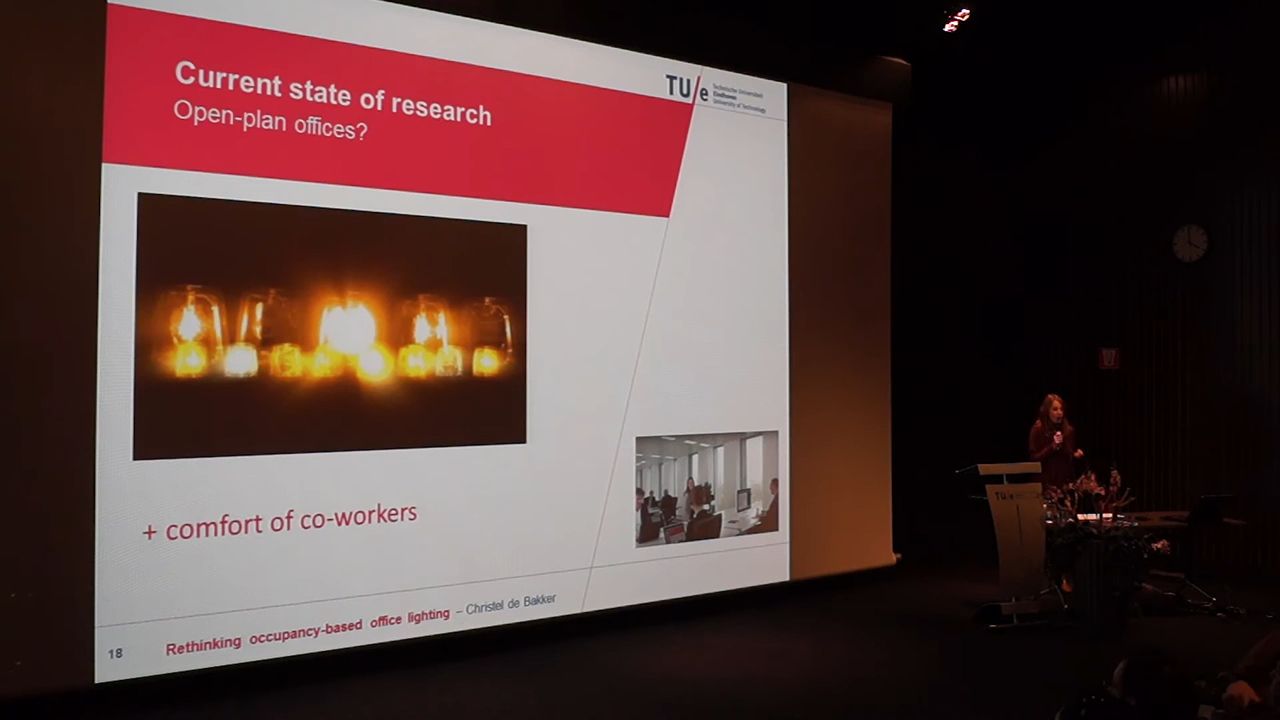 Current state of research
Open-plan offices?
TU/e
Technische Universiteit
Eindhoven
University of Technology
+ comfort of co-workers
18
Rethinking occupancy-based office lighting – Christel de Bakker
TU/e